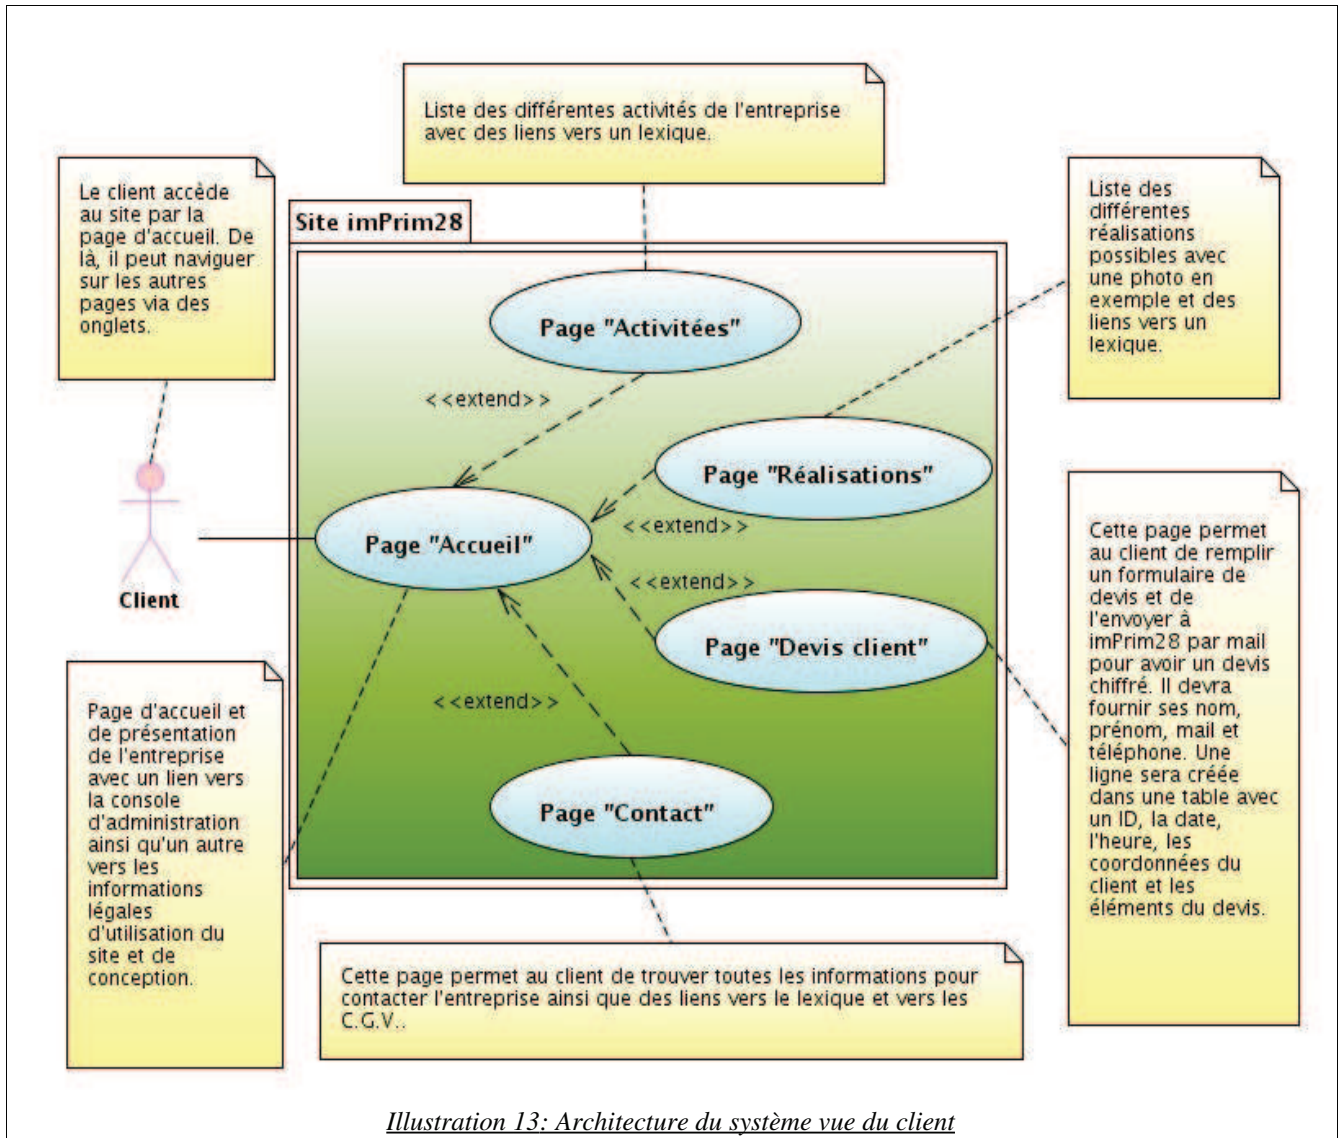 Liste des différentes activités de l'entreprise
avec des liens vers un lexique.
Le client accède
au site par la
page d'accueil. De
là, il peut naviguer
sur les autres
pages via des
onglets.
Liste des
différentes
réalisations
possibles avec
une photo en
exemple et des
liens vers un
lexique.
Site imPrim28
Page "Activitées"
<<extend>>
Page "Réalisations"
<<extend>>
Page "Accueil"
<<extend>>
Client
Page "Devis client"
<<extend>>
Page "Contact"
Cette page permet
au client de remplir
un formulaire de
devis et de
l'envoyer à
imPrim28 par mail
pour avoir un devis
chiffré. Il devra
fournir ses nom,
prénom, mail et
téléphone. Une
ligne sera créée
dans une table avec
un ID, la date,
l'heure, les
coordonnées du
client et les
éléments du devis.
Page d'accueil et
de présentation
de l'entreprise
avec un lien vers
la console
d'administration
ainsi qu'un autre
vers les
informations
légales
d'utilisation du
site et de
conception.
Cette page permet au client de trouver toutes les informations pour
contacter l'entreprise ainsi que des liens vers le lexique et vers les
C.G.V..
Illustration 13: Architecture du système vue du client